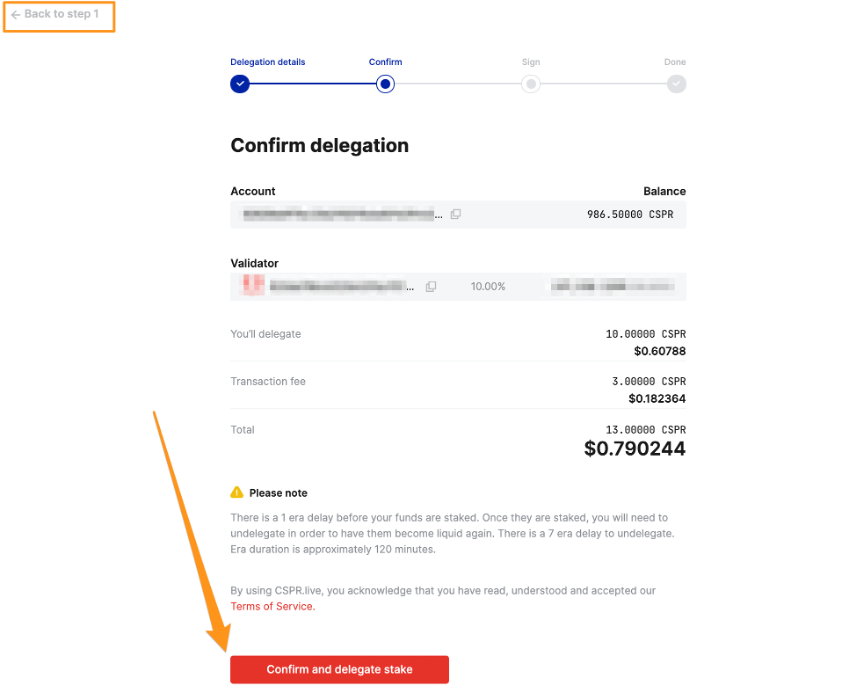 ← Back to step 1
Delegation details Confirm Sign Done
Confirm delegation
Account Balance
... 986.50000 CSPR
Validator
... 10.00%
You'll delegate 10.00000 CSPR
$0.60788
Transaction fee 3.00000 CSPR
$0.182364
Total 13.00000 CSPR
$0.790244
Please note
There is a 1 era delay before your funds are staked. Once they are staked, you will need to
undelegate in order to have them become liquid again. There is a 7 era delay to undelegate.
Era duration is approximately 120 minutes.
By using CSPR.live, you acknowledge that you have read, understood and accepted our
Terms of Service.
Confirm and delegate stake